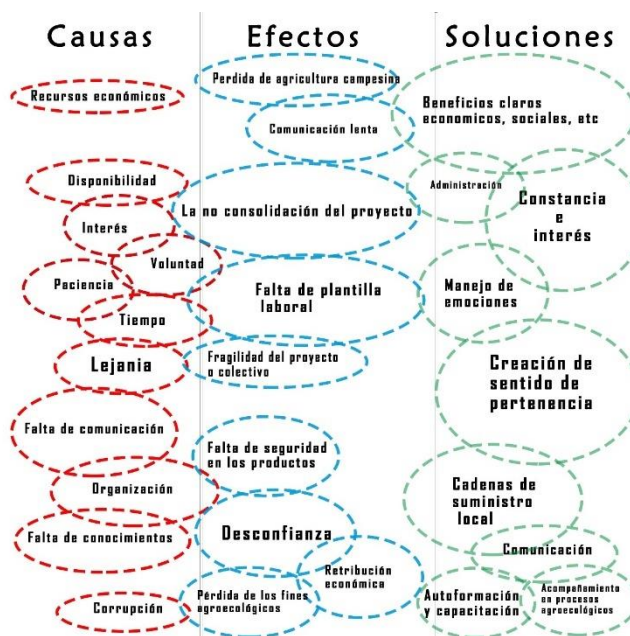 Causas
Recursos económicos
Disponibilidad
Interés
Voluntad
Paciencia
Tiempo
Lejania
Falta de comunicación
Organización
Falta de conocimientos
Corrupción
Efectos
Perdida de agricultura campesina
Comunicación lenta
La no consolidación del proyecto
Falta de plantilla
laboral
Fragilidad del proyecto
o colectivo
Falta de seguridad
en los productos
Desconfianza
Retribución
económica
Pérdida de los fines
agroecológicos
Soluciones
Beneficios claros
economicos, sociales, etc
Administración
Constancia
e
interés
Manejo de
emociones
Creación de
sentido de
pertenencia
Cadenas de
suministro
local
Comunicación
Autoformación
y capacitación
Acompañamiento
en procesos
agroecológicos